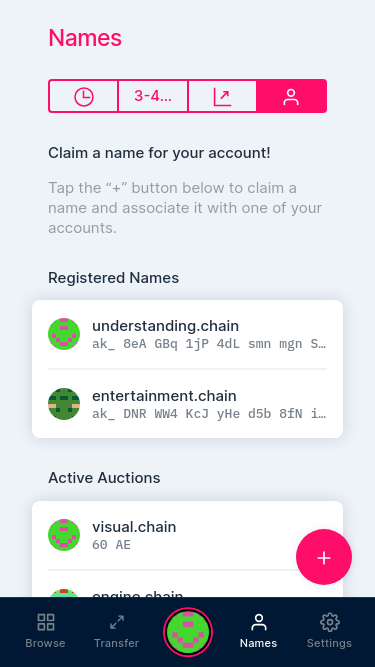 Names
3-4...
Claim a name for your account!
Tap the “+” button below to claim a
name and associate it with one of your
accounts.
Registered Names
understanding.chain
ak_ 8eA GBq 1jP 4dL smn mgn S…
entertainment.chain
ak_ DNR WW4 KcJ yHe d5b 8fN i…
Active Auctions
visual.chain
60 AE
engine.chain
Browse
Transfer
Names
Settings